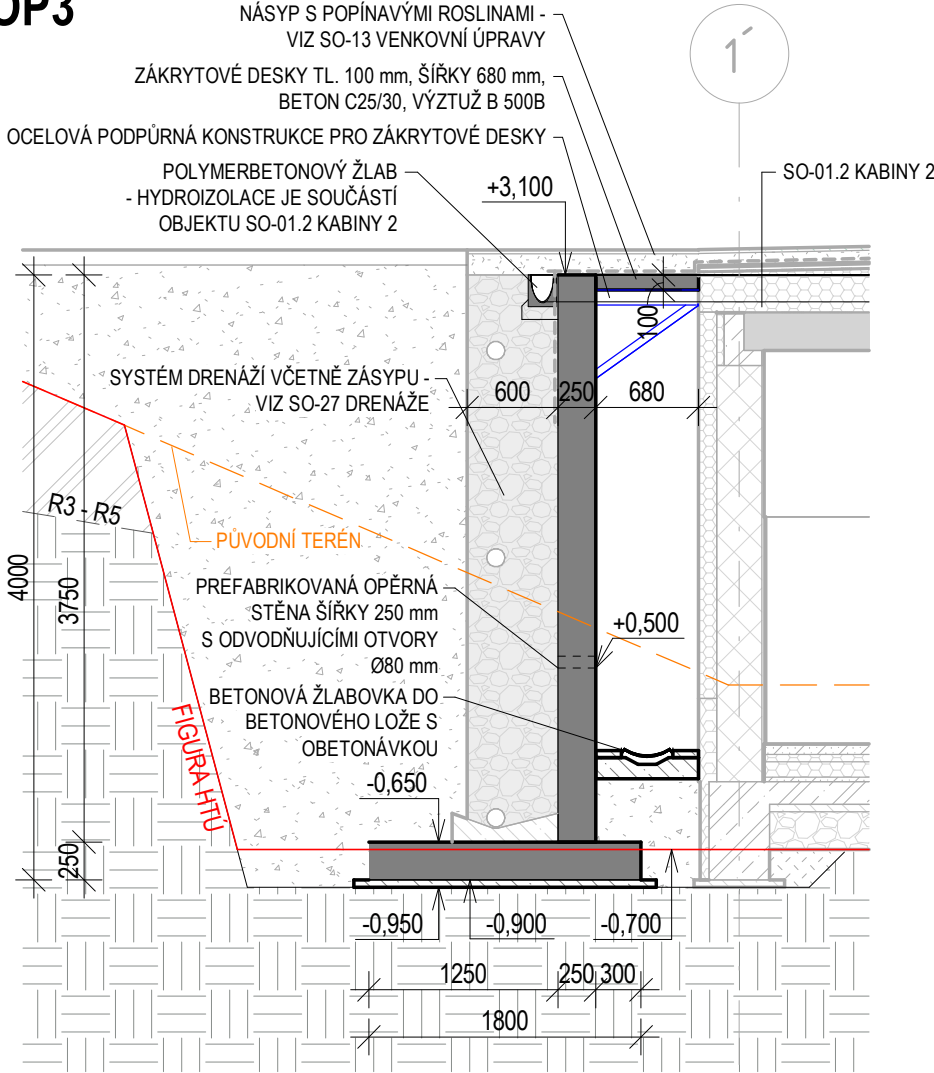 OP3
NÁSYP S POPÍNAVÝMI ROSLINAMI -
VIZ SO-13 VENKOVNÍ ÚPRAVY
ZÁKRYTOVÉ DESKY TL. 100 mm, ŠÍŘKY 680 mm,
BETON C25/30, VÝZTUŽ B 500B
OCELOVÁ PODPŮRNÁ KONSTRUKCE PRO ZÁKRYTOVÉ DESKY
POLYMERBETONOVÝ ŽLAB
- HYDROIZOLACE JE SOUČÁSTÍ
OBJEKTU SO-01.2 KABINY 2
1´
SO-01.2 KABINY 2
+3,100
100
SYSTÉM DRENÁŽÍ VČETNĚ ZÁSYPU -
VIZ SO-27 DRENÁŽE
600
250
680
R3 - R5
PŮVODNÍ TERÉN
4000
3750
250
PREFABRIKOVANÁ OPĚRNÁ
STĚNA ŠÍŘKY 250 mm
S ODVODŇUJÍCÍMI OTVORY
Ø80 mm
+0,500
BETONOVÁ ŽLABOVKA DO
BETONOVÉHO LOŽE S
OBETONÁVKOU
FIGURA HTÚ
-0,650
-0,950
-0,900
-0,700
1250
250
300
1800